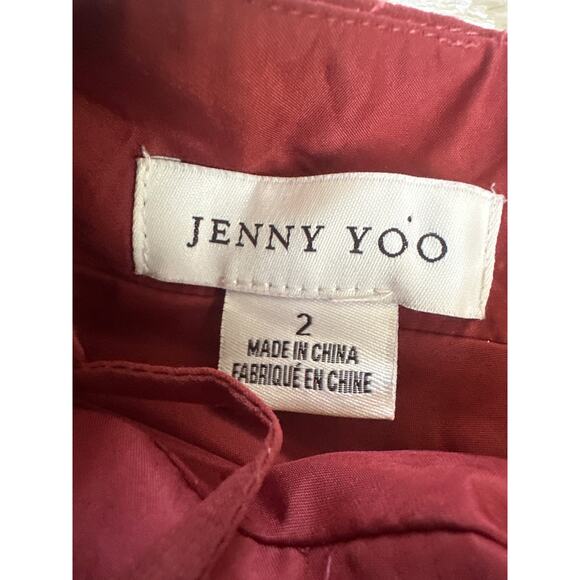 JENNY YOO
2
MADE IN CHINA
FABRIQUÉ EN CHINE